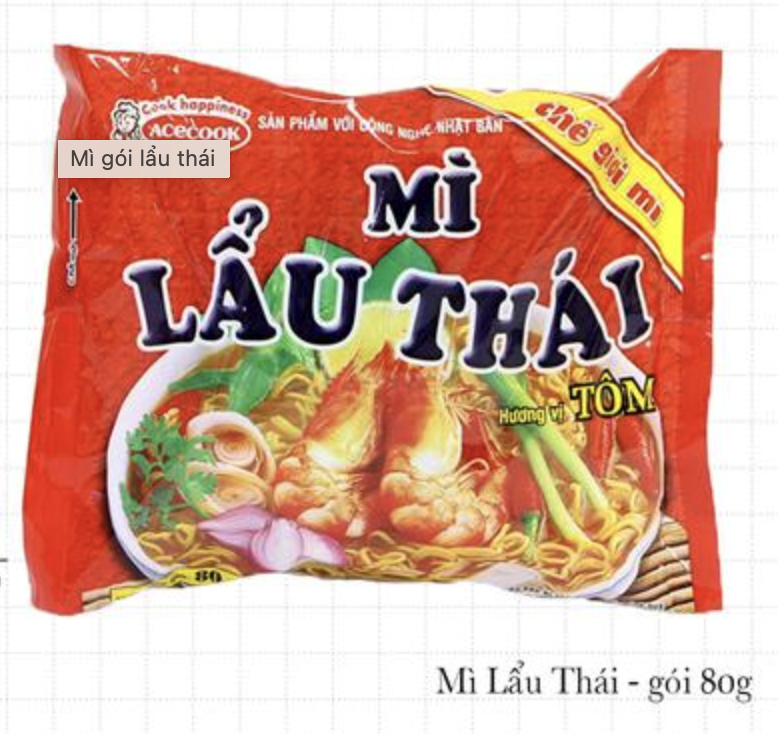 Cook happiness
ACECOOK
SẢN PHẨM VỚI CÔNG NGHỆ NHẬT BẢN
Mì gói lẩu thái
MÌ
LẨU THÁI
Hương vị TÔM
80
Mì Lẩu Thái - gói 80g